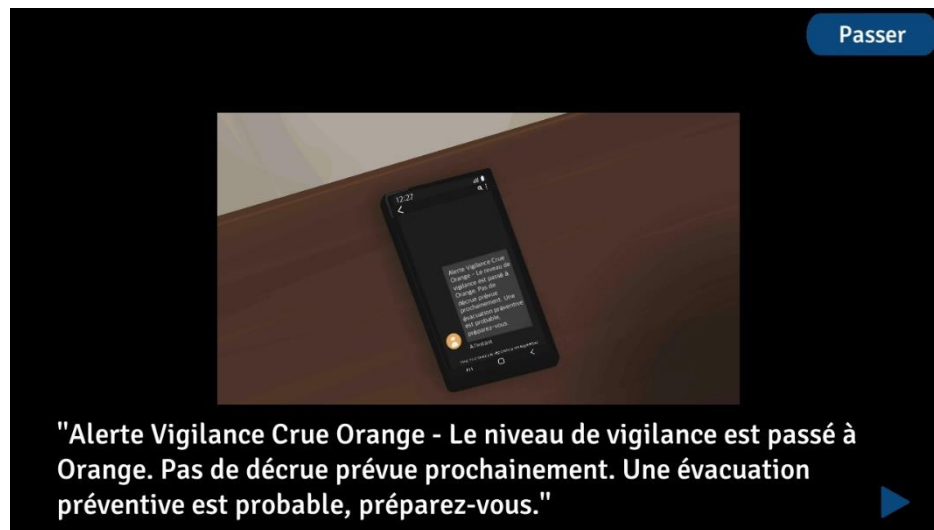 Passer
12:27
Alerte Vigilance Crue
Orange - Le niveau de
vigilance est passé à
Orange. Pas de
décrue prévue
prochainement. Une
évacuation préventive
est probable,
préparez-vous.
"Alerte Vigilance Crue Orange - Le niveau de vigilance est passé à
Orange. Pas de décrue prévue prochainement. Une évacuation
préventive est probable, préparez-vous."